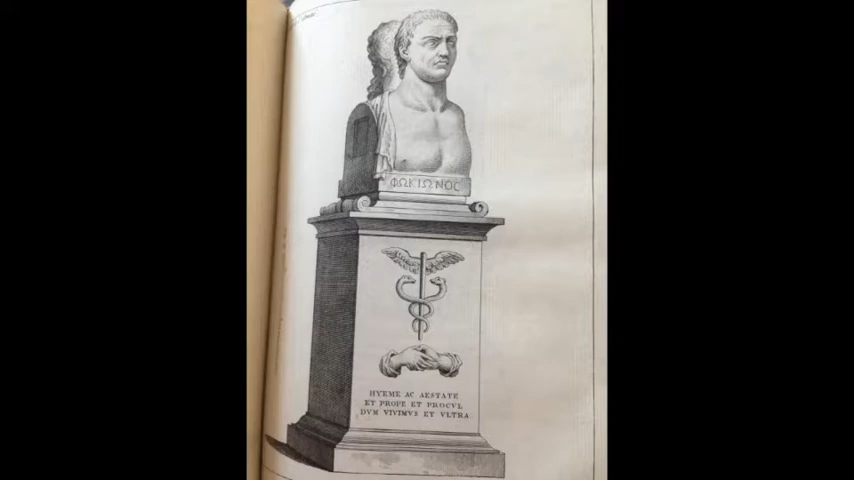 ΦΩΚΙΩΝΟC
HYEME AC AESTATE
ET PROPE ET PROCVL
DVM VIVIMVS ET VLTRA